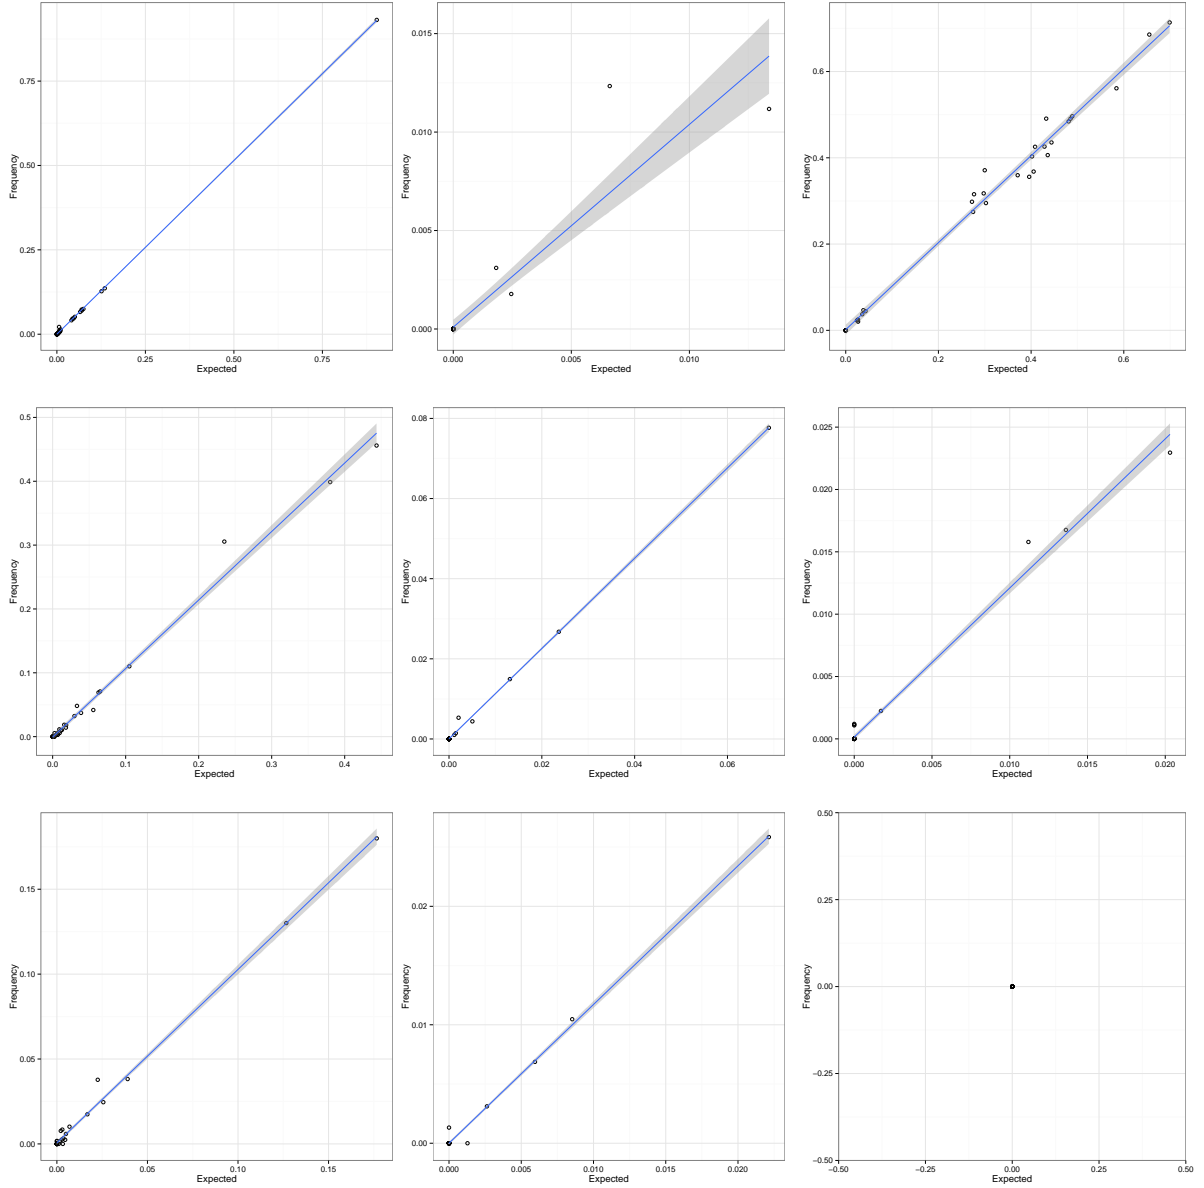 0.75
0.50
0.25
0.00
Frequency
0.00 0.25 0.50 0.75
Expected
0.015
0.010
0.005
0.000
Frequency
0.000 0.005 0.010
Expected
0.6
0.4
0.2
0.0
Frequency
0.0 0.2 0.4 0.6
Expected
0.5
0.4
0.3
0.2
0.1
0.0
Frequency
0.0 0.1 0.2 0.3 0.4
Expected
0.08
0.06
0.04
0.02
0.00
Frequency
0.00 0.02 0.04 0.06
Expected
0.025
0.020
0.015
0.010
0.005
0.000
Frequency
0.000 0.005 0.010 0.015 0.020
Expected
0.15
0.10
0.05
0.00
Frequency
0.00 0.05 0.10 0.15
Expected
0.02
0.01
0.00
Frequency
0.000 0.005 0.010 0.015 0.020
Expected
0.50
0.25
0.00
−0.25
−0.50
Frequency
−0.50 −0.25 0.00 0.25 0.50
Expected